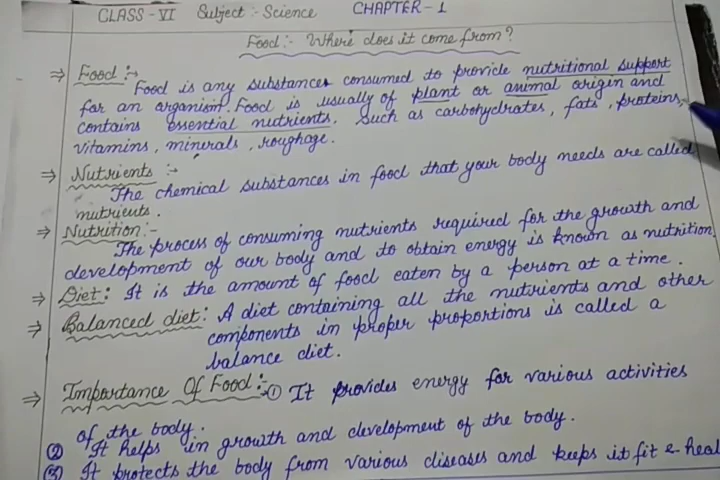 CLASS - VI Subject :- Science CHAPTER - 1
Food :- Where does it come from?
⇒ Food :-
Food is any substances consumed to provide nutritional support
for an organism. Food is usually of plant or animal origin and
contains essential nutrients. Such as carbohydrates, fats, proteins,
vitamins, minerals, roughage.
⇒ Nutrients :-
The chemical substances in food that your body needs are called
nutrients.
⇒ Nutrition :-
The process of consuming nutrients required for the growth and
development of our body and to obtain energy is known as nutrition.
⇒ Diet : It is the amount of food eaten by a person at a time.
⇒ Balanced diet : A diet containing all the nutrients and other
components in proper proportions is called a
balance diet.
⇒ Importance Of Food :- ① It provides energy for various activities
of the body.
② It helps in growth and development of the body.
③ It protects the body from various diseases and keeps it fit & heal